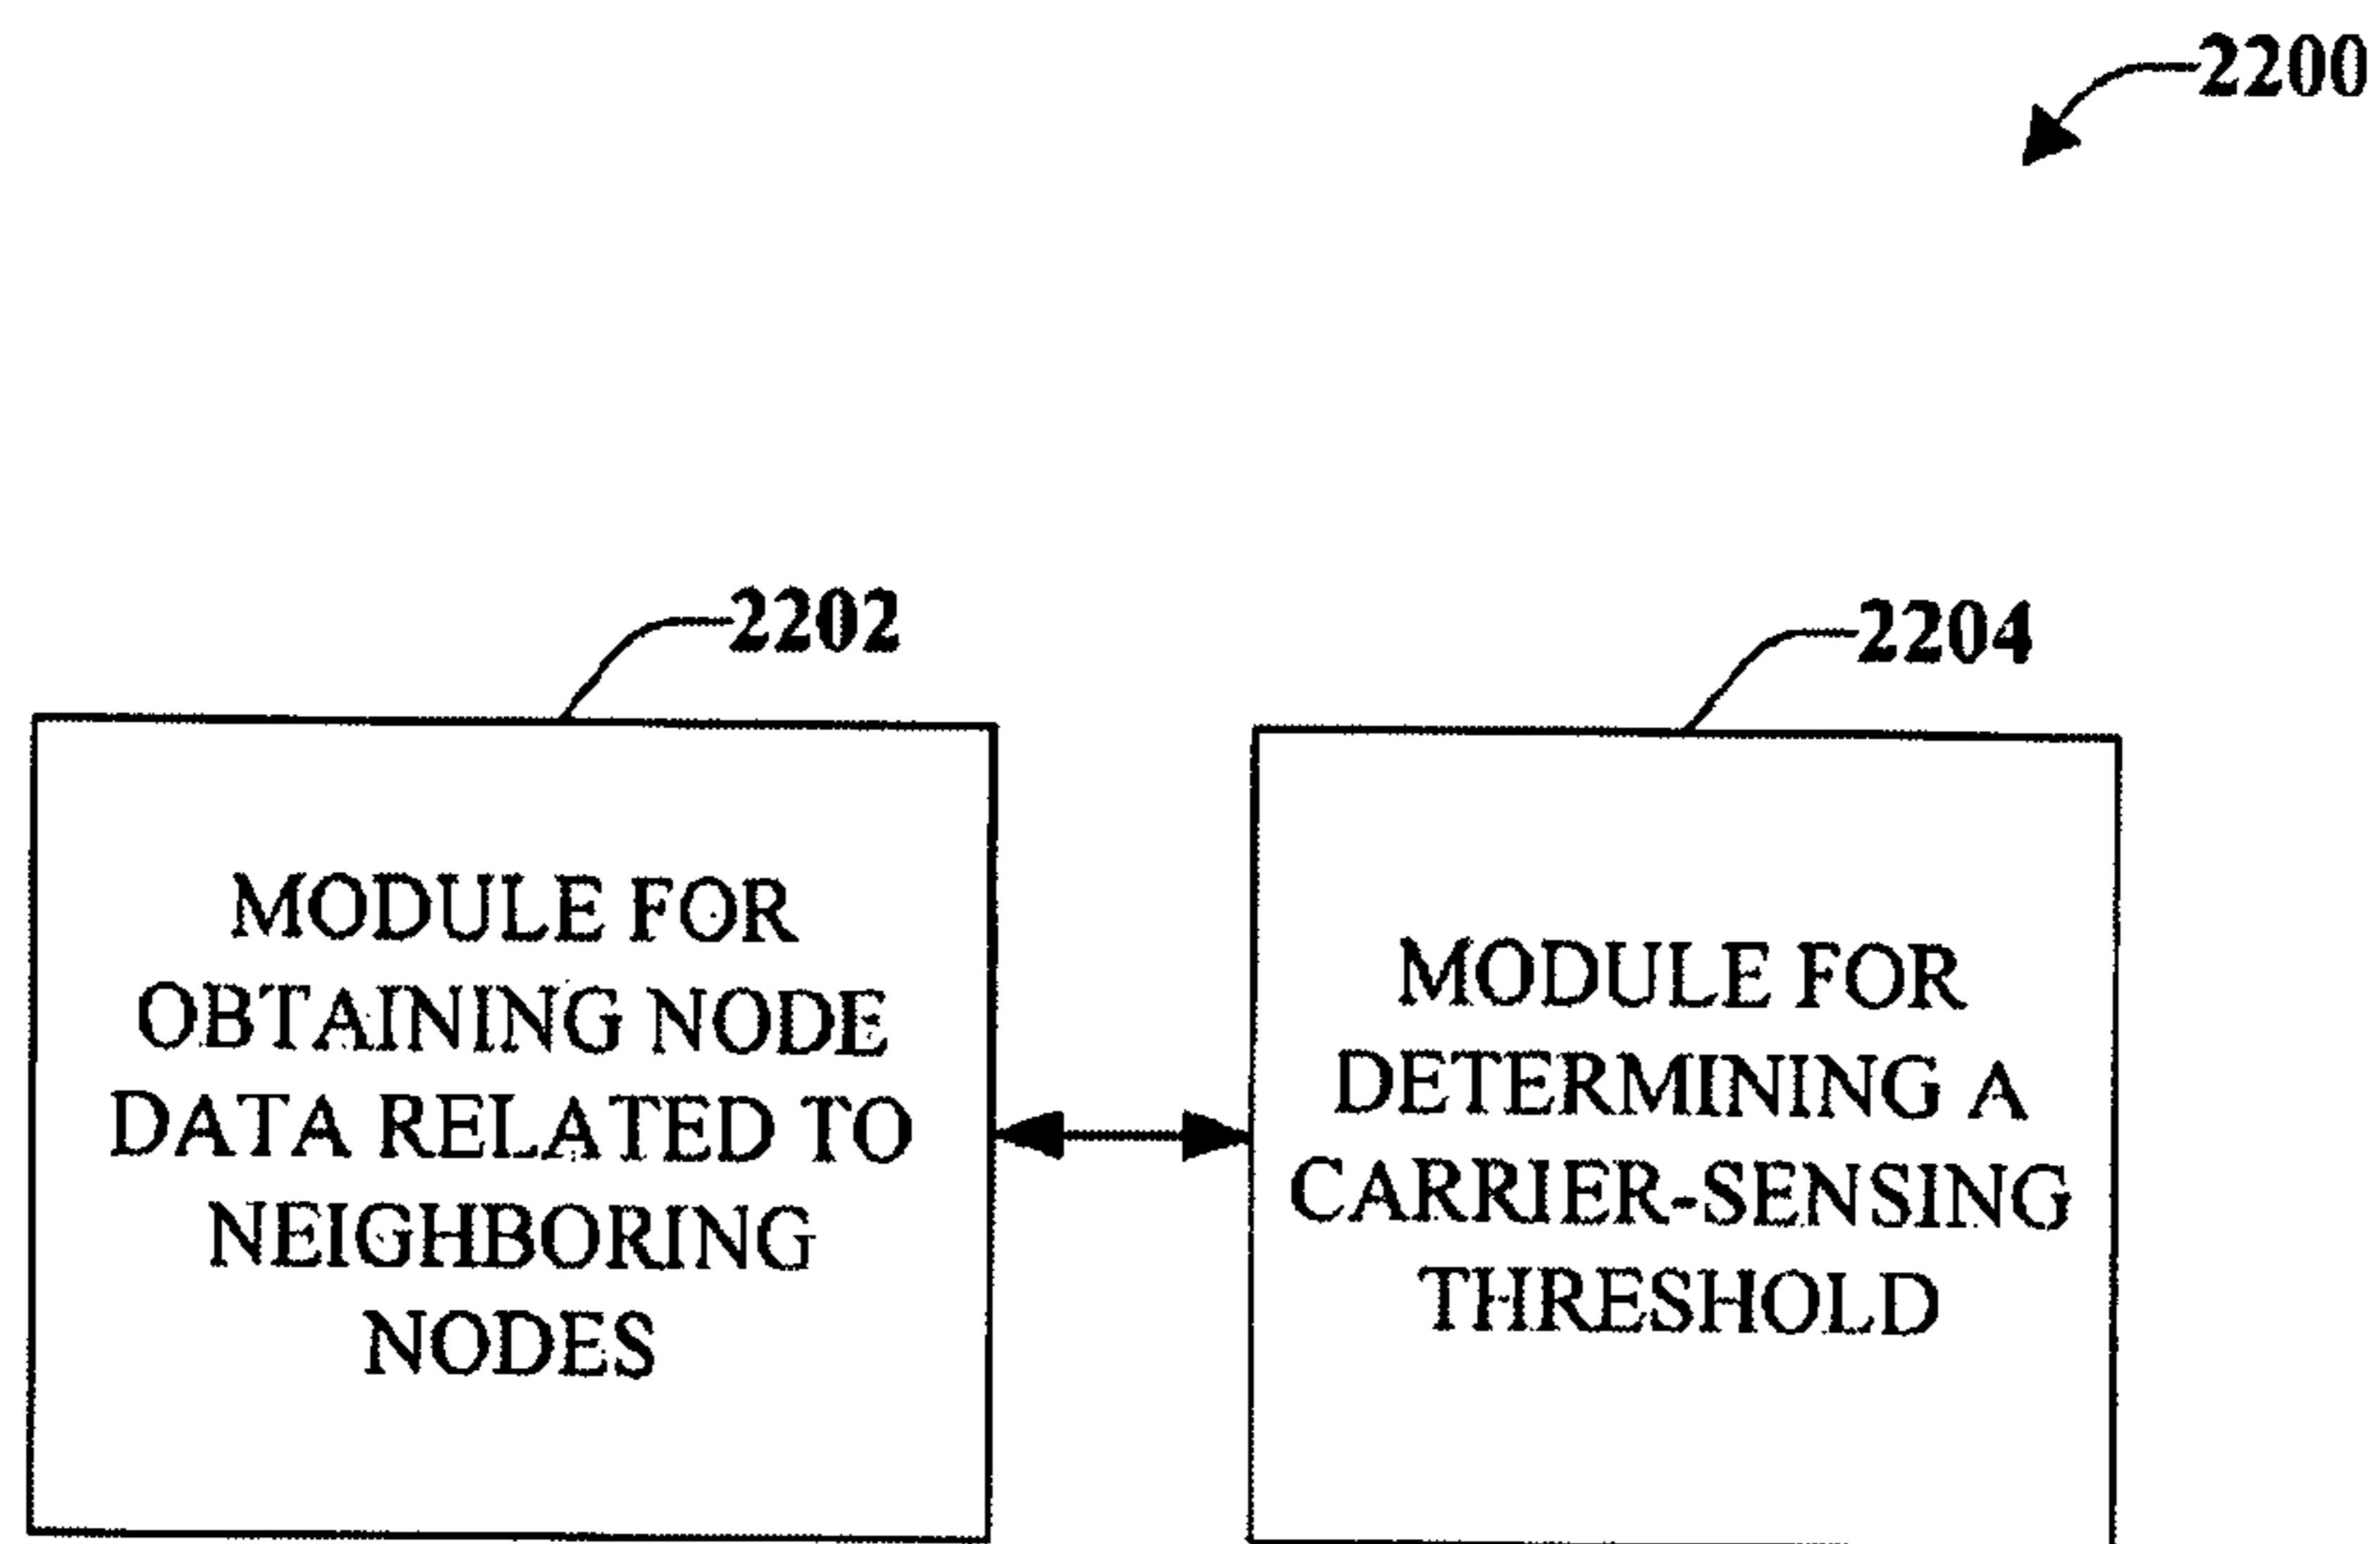 2200
2202
2204
MODULE FOR
OBTAINING NODE
DATA RELATED TO
NEIGHBORING
NODES
MODULE FOR
DETERMINING A
CARRIER-SENSING
THRESHOLD